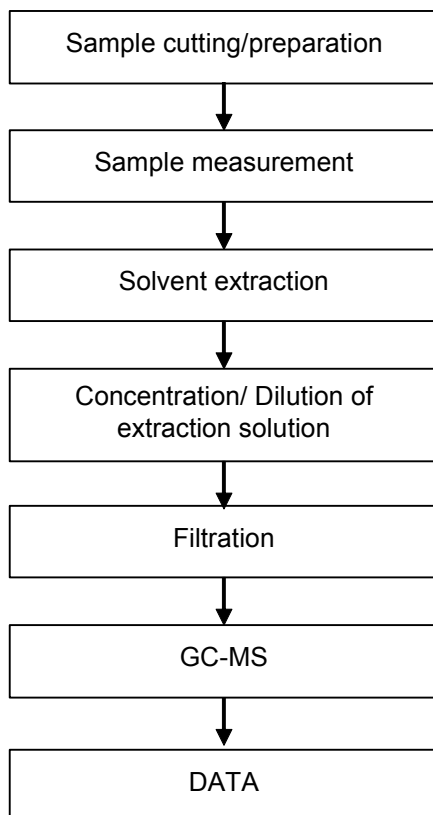 Sample cutting/preparation
Sample measurement
Solvent extraction
Concentration/ Dilution of
extraction solution
Filtration
GC-MS
DATA